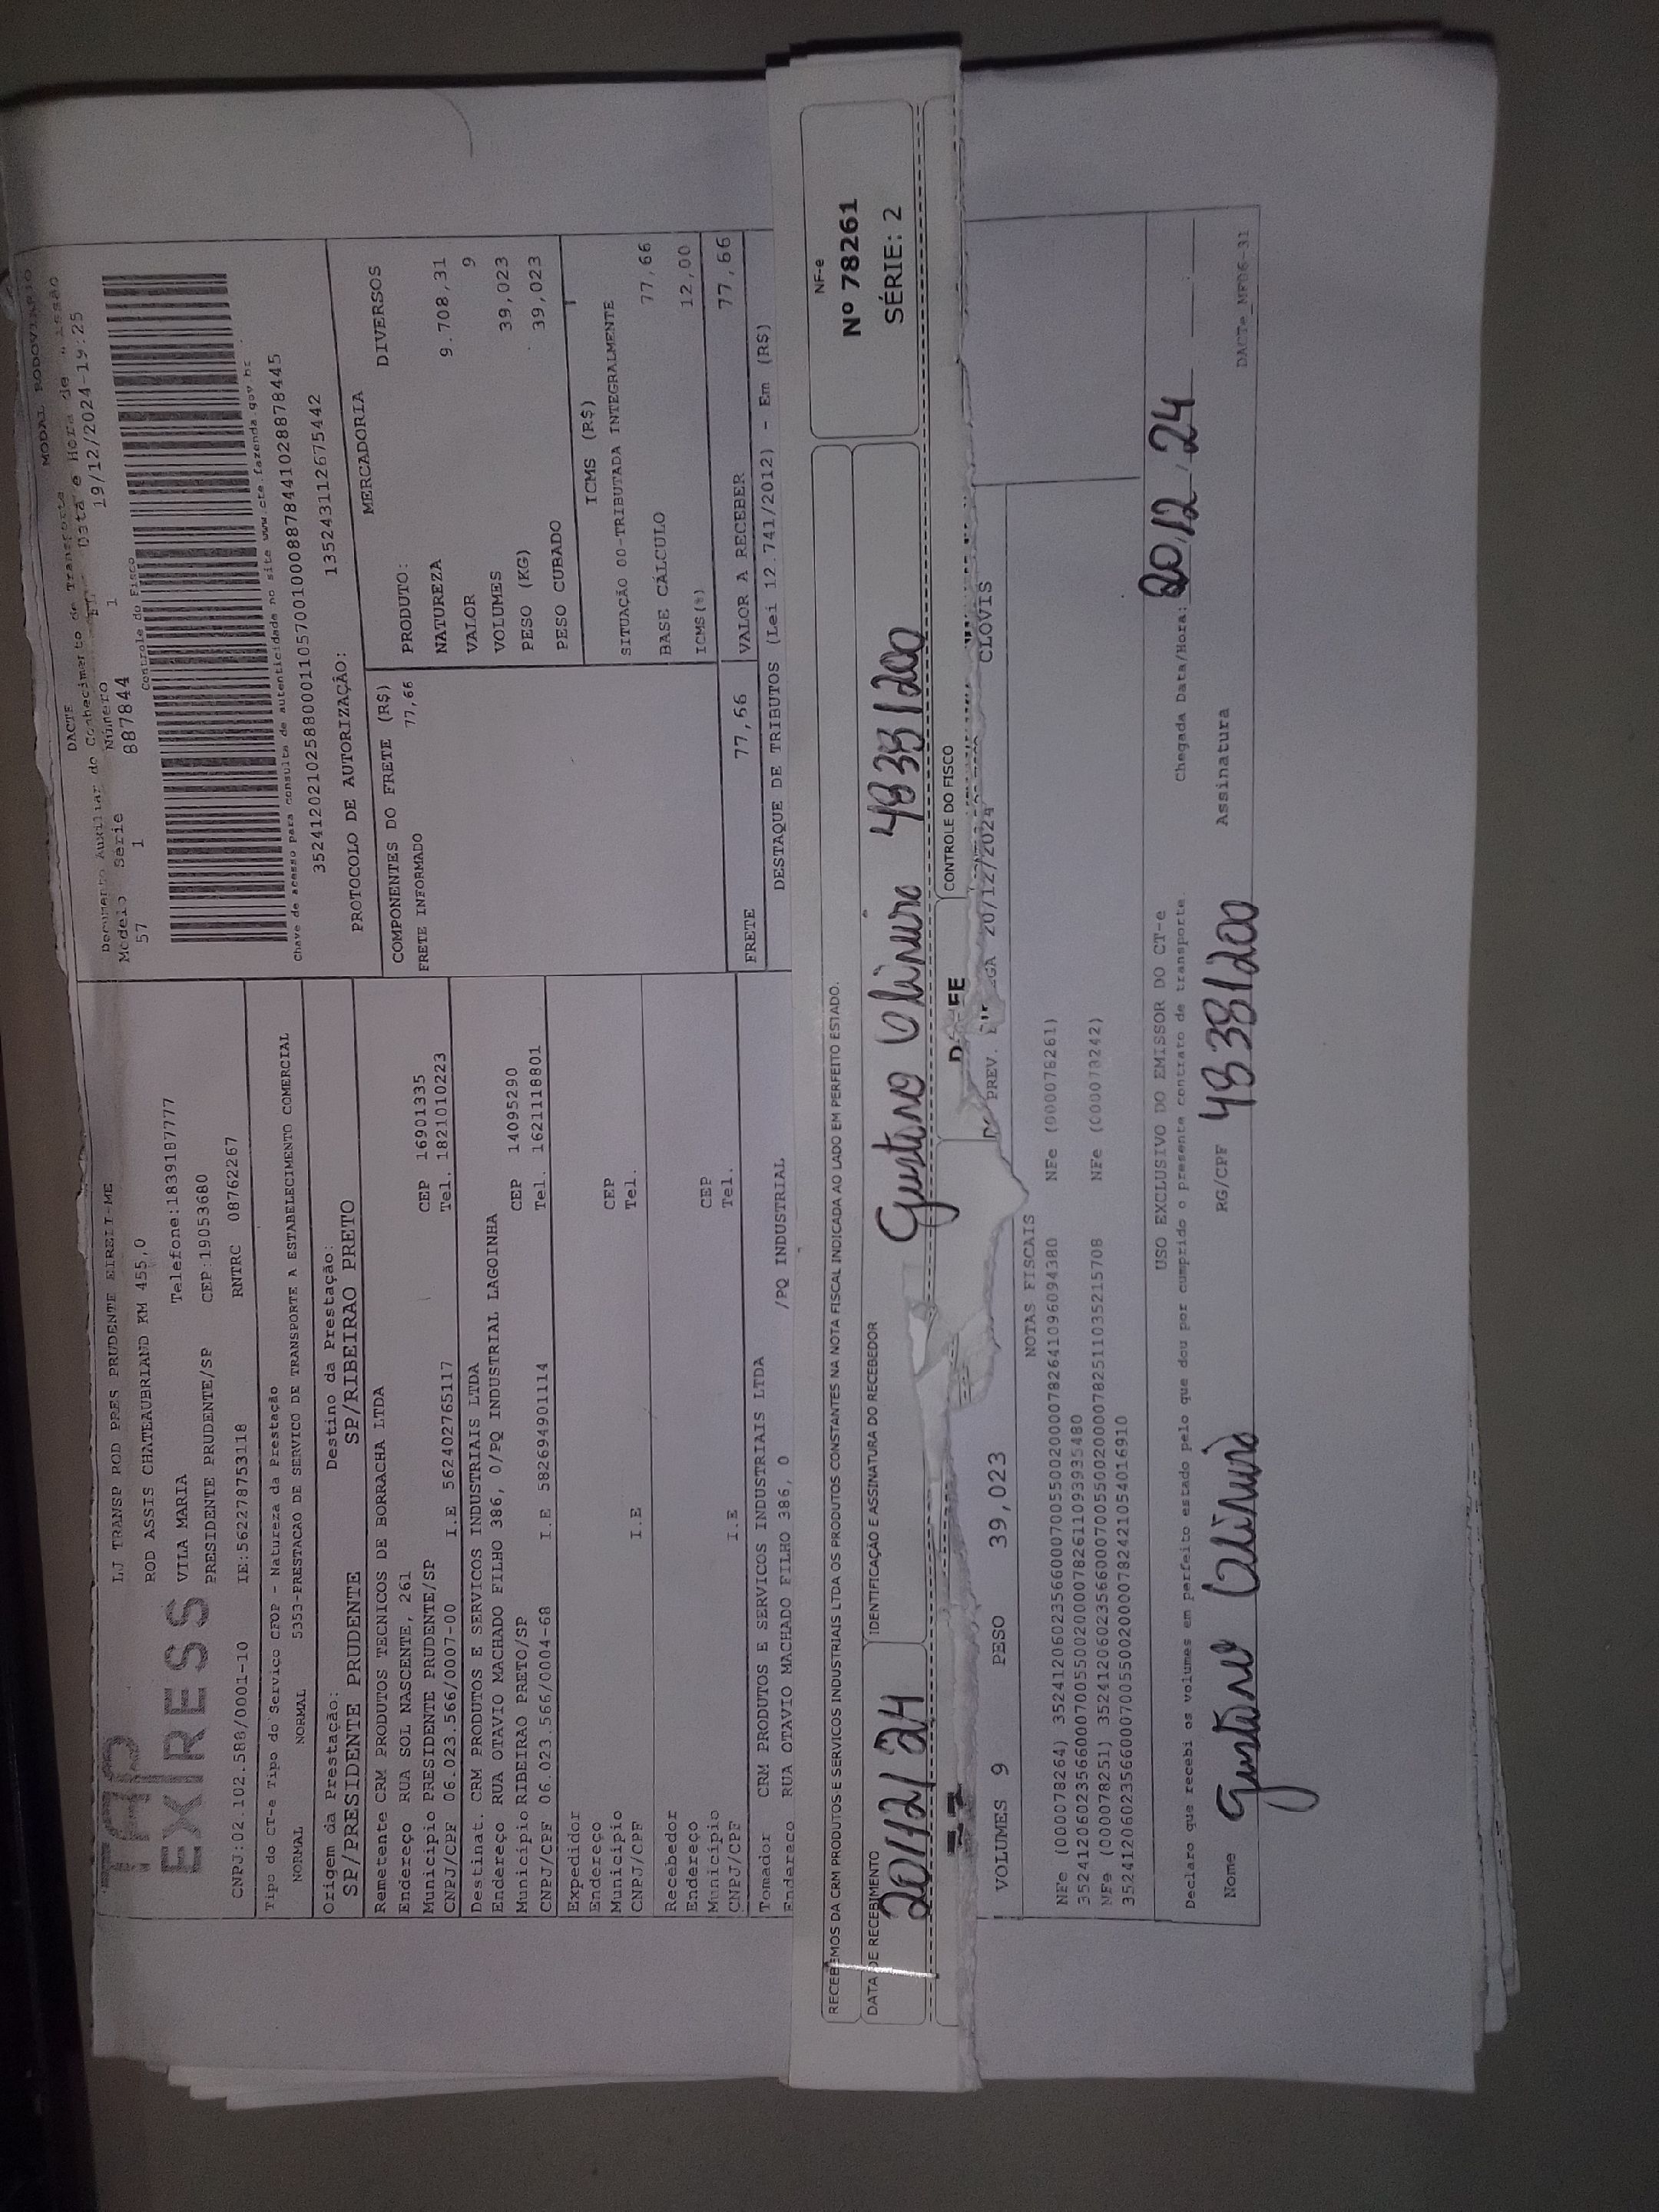 DACTE MODAL RODOVIARIO
Documento Auxiliar do Conhecimento de Transporte
Modelo Serie Número Data e Hora de
57 1 887844 1 19/12/2024-19:25
Controle do Fisco
TAP
EXPRESS
LJ TRANSP ROD PRES PRUDENTE EIRELI-ME
ROD ASSIS CHATEAUBRIAND KM 455,0
VILA MARIA Telefone:1839187777
PRESIDENTE PRUDENTE/SP CEP:19053680
CNPJ:02.102.588/0001-10 IE:562278753118 RNTRC 08762267
Chave de acesso para consulta de autenticidade no site www.cte.fazenda.gov.br
35241202102588000110570010008878441028878445
PROTOCOLO DE AUTORIZAÇÃO: 135243112675442
Tipo do CT-e Tipo do Serviço CFOP - Natureza da Prestação
NORMAL NORMAL 5353-PRESTACAO DE SERVICO DE TRANSPORTE A ESTABELECIMENTO COMERCIAL
Origem da Prestação: Destino da Prestação:
SP/PRESIDENTE PRUDENTE SP/RIBEIRAO PRETO
Remetente CRM PRODUTOS TECNICOS DE BORRACHA LTDA
Endereço RUA SOL NASCENTE, 261
Município PRESIDENTE PRUDENTE/SP CEP 16901335
CNPJ/CPF 06.023.566/0007-00 I.E 562402765117 Tel. 1821010223
Destinat. CRM PRODUTOS E SERVICOS INDUSTRIAIS LTDA
Endereço RUA OTAVIO MACHADO FILHO 386, 0/PQ INDUSTRIAL LAGOINHA
Município RIBEIRAO PRETO/SP CEP 14095290
CNPJ/CPF 06.023.566/0004-68 I.E 582694901114 Tel. 1621118801
Expedidor
Endereço
Município CEP
CNPJ/CPF I.E Tel.
Recebedor
Endereço
Município CEP
CNPJ/CPF I.E Tel.
Tomador CRM PRODUTOS E SERVICOS INDUSTRIAIS LTDA
Endereço RUA OTAVIO MACHADO FILHO 386, 0 /PQ INDUSTRIAL
COMPONENTES DO FRETE (R$)
FRETE INFORMADO 77,66
MERCADORIA
PRODUTO: DIVERSOS
NATUREZA
VALOR 9.708,31
VOLUMES 9
PESO (KG) 39,023
PESO CUBADO 39,023
ICMS (R$)
SITUAÇÃO 00-TRIBUTADA INTEGRALMENTE
BASE CÁLCULO 77,66
ICMS(%) 12,00
FRETE 77,66 VALOR A RECEBER 77,66
DESTAQUE DE TRIBUTOS (Lei 12.741/2012) - Em (R$)
RECEBEMOS DA CRM PRODUTOS E SERVICOS INDUSTRIAIS LTDA OS PRODUTOS CONSTANTES NA NOTA FISCAL INDICADA AO LADO EM PERFEITO ESTADO.
DATA DE RECEBIMENTO IDENTIFICAÇÃO E ASSINATURA DO RECEBEDOR
20/12/24 Gustavo Olivira 48381200
NF-e
Nº 78261
SÉRIE: 2
CONTROLE DO FISCO
PREV. 20/12/2024 CLOVIS
VOLUMES 9 PESO 39,023
NOTAS FISCAIS
NFe (000078264) 35241206023566000700550020000782641096094380 NFe (000078261)
35241206023566000700550020000782611093935480
NFe (000078251) 35241206023566000700550020000782511035215708 NFe (000078242)
35241206023566000700550020000782421054016910
USO EXCLUSIVO DO EMISSOR DO CT-e
Declaro que recebi os volumes em perfeito estado pelo que dou por cumprido o presente contrato de transporte. Chegada Data/Hora: 20/12/24
Nome Gustavo Olivira RG/CPF 48381200 Assinatura
DACTe_MFD6-31